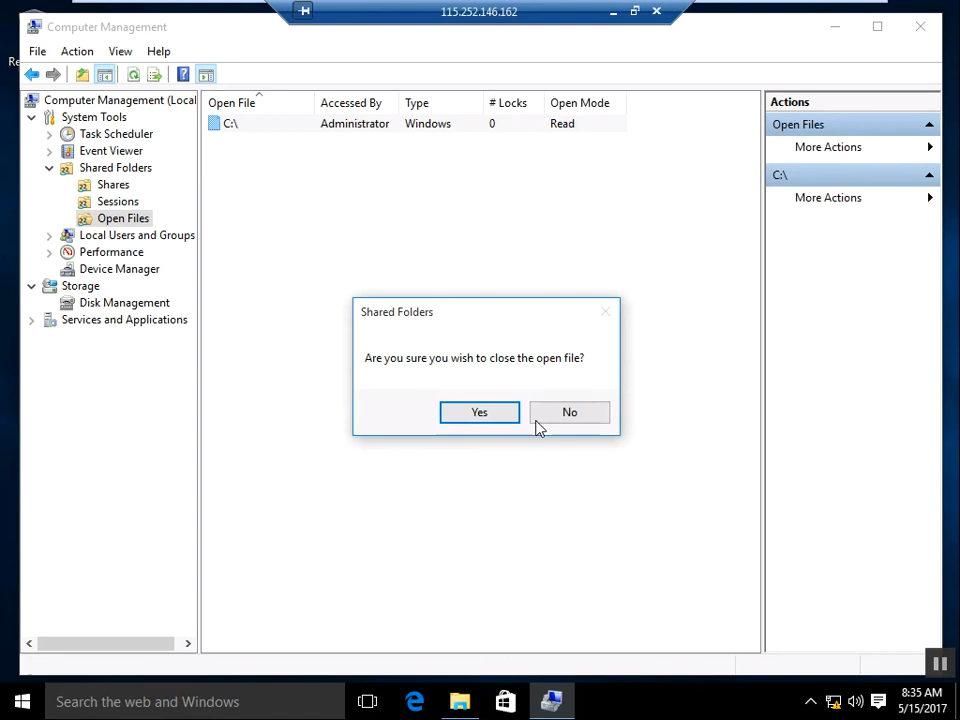 115.252.146.162
Computer Management
Re
File Action View Help
Computer Management (Local
System Tools
Task Scheduler
Event Viewer
Shared Folders
Shares
Sessions
Open Files
Local Users and Groups
Performance
Device Manager
Storage
Disk Management
Services and Applications
Open File Accessed By Type # Locks Open Mode
C:\ Administrator Windows 0 Read
Actions
Open Files
More Actions
C:\
More Actions
Shared Folders
Are you sure you wish to close the open file?
Yes No
Search the web and Windows
8:35 AM
5/15/2017